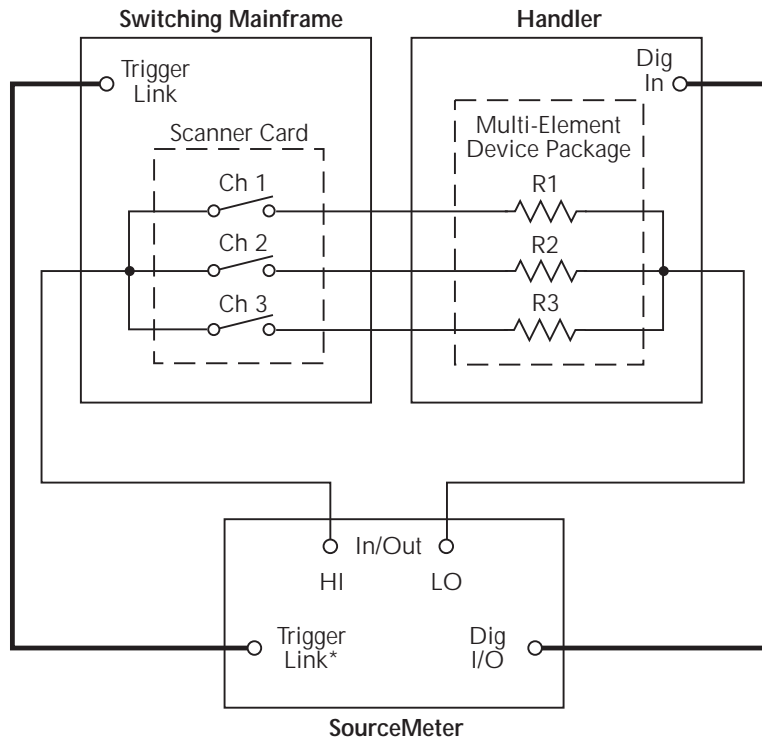 Switching Mainframe
Handler
Trigger
Link
Dig
In
Scanner Card
Multi-Element
Device Package
Ch 1
R1
Ch 2
R2
Ch 3
R3
In/Out
HI
LO
Trigger
Link*
Dig
I/O
SourceMeter